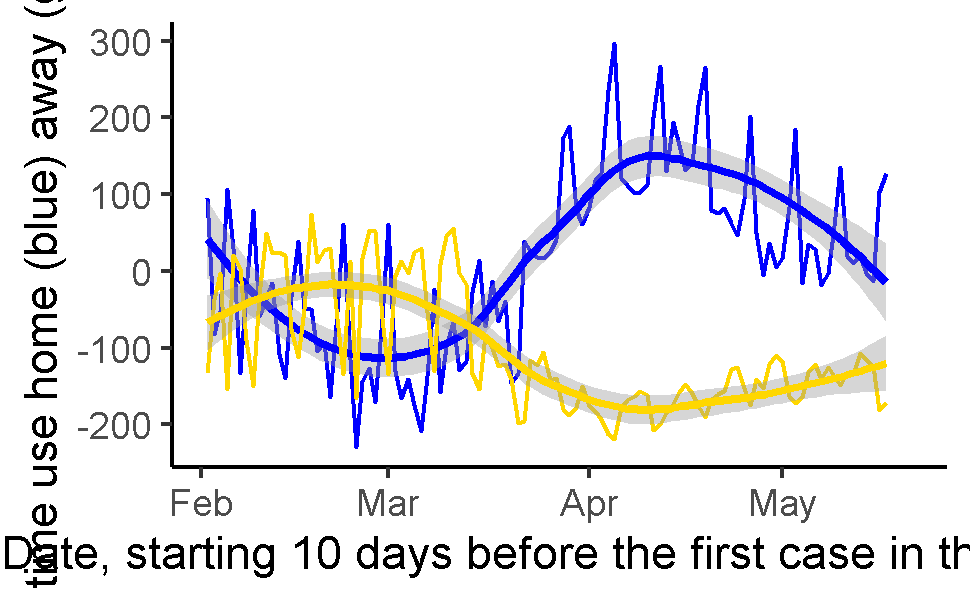 time use home (blue) away (
300
200
100
0
-100
-200
Feb Mar Apr May
Date, starting 10 days before the first case in th